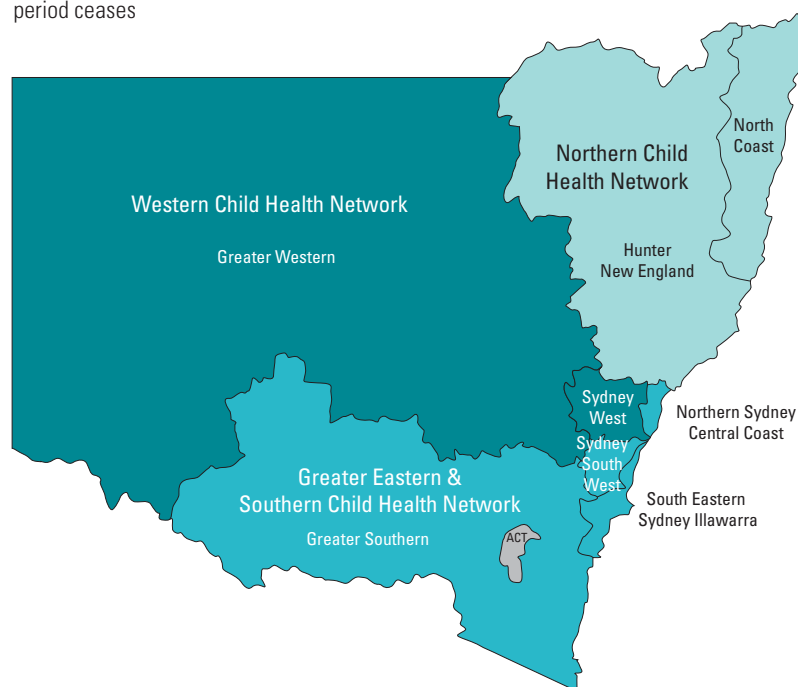 period ceases
North
Coast
Northern Child
Health Network
Western Child Health Network
Hunter
New England
Greater Western
Sydney
West
Northern Sydney
Central Coast
Sydney
South
West
Greater Eastern &
Southern Child Health Network
South Eastern
Sydney Illawarra
Greater Southern
ACT